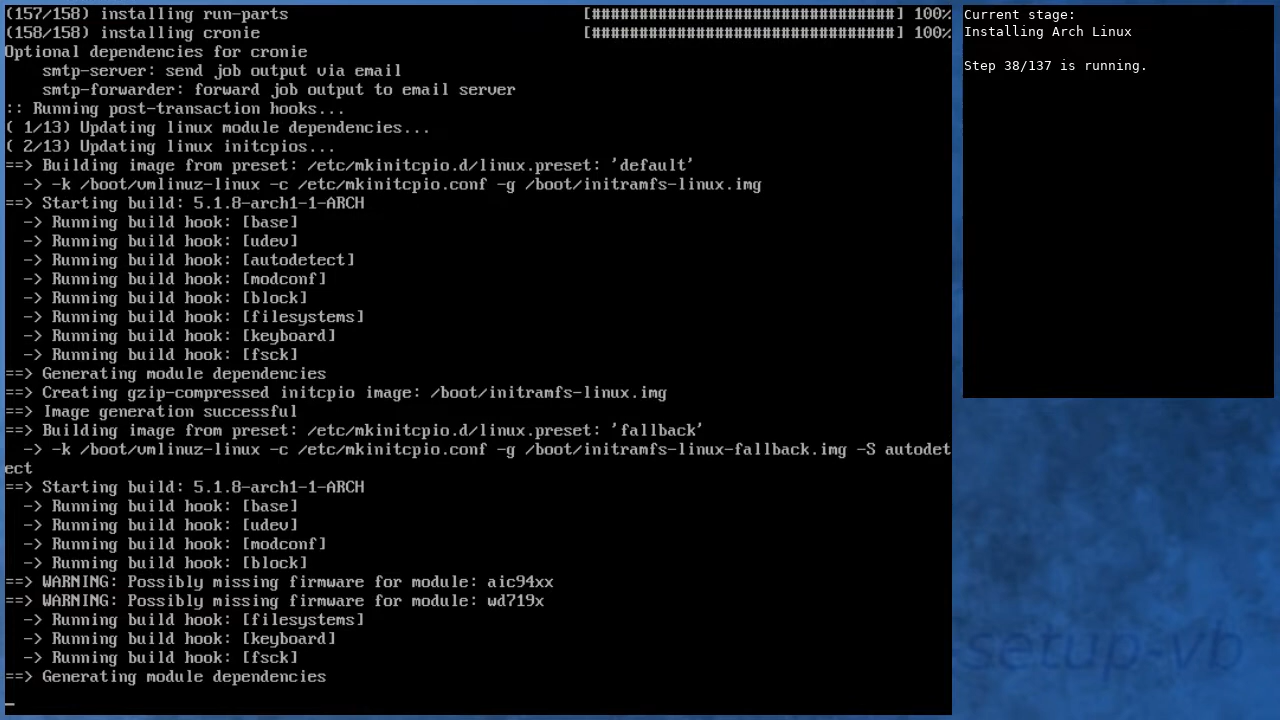 (157/158) installing run-parts [################################] 100%
(158/158) installing cronie [################################] 100%
Optional dependencies for cronie
smtp-server: send job output via email
smtp-forwarder: forward job output to email server
:: Running post-transaction hooks...
( 1/13) Updating linux module dependencies...
( 2/13) Updating linux initcpios...
==> Building image from preset: /etc/mkinitcpio.d/linux.preset: 'default'
-> -k /boot/vmlinuz-linux -c /etc/mkinitcpio.conf -g /boot/initramfs-linux.img
==> Starting build: 5.1.8-arch1-1-ARCH
-> Running build hook: [base]
-> Running build hook: [udev]
-> Running build hook: [autodetect]
-> Running build hook: [modconf]
-> Running build hook: [block]
-> Running build hook: [filesystems]
-> Running build hook: [keyboard]
-> Running build hook: [fsck]
==> Generating module dependencies
==> Creating gzip-compressed initcpio image: /boot/initramfs-linux.img
==> Image generation successful
==> Building image from preset: /etc/mkinitcpio.d/linux.preset: 'fallback'
-> -k /boot/vmlinuz-linux -c /etc/mkinitcpio.conf -g /boot/initramfs-linux-fallback.img -S autodet
ect
==> Starting build: 5.1.8-arch1-1-ARCH
-> Running build hook: [base]
-> Running build hook: [udev]
-> Running build hook: [modconf]
-> Running build hook: [block]
==> WARNING: Possibly missing firmware for module: aic94xx
==> WARNING: Possibly missing firmware for module: wd719x
-> Running build hook: [filesystems]
-> Running build hook: [keyboard]
-> Running build hook: [fsck]
==> Generating module dependencies
_
Current stage:
Installing Arch Linux
Step 38/137 is running.
setup-vb